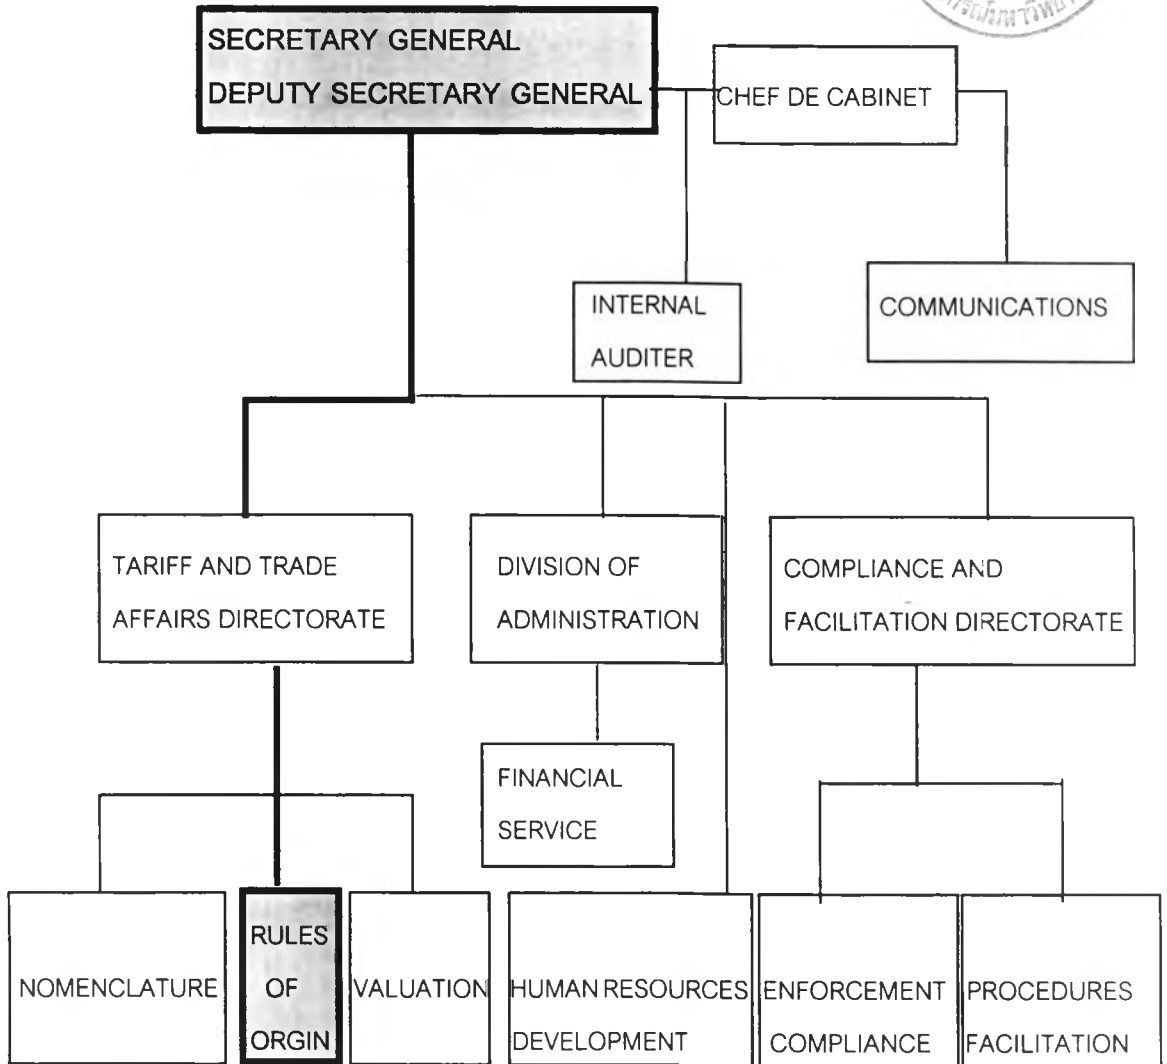 SECRETARY GENERAL
DEPUTY SECRETARY GENERAL
CHEF DE CABINET
INTERNAL
AUDITER
COMMUNICATIONS
TARIFF AND TRADE
AFFAIRS DIRECTORATE
DIVISION OF
ADMINISTRATION
COMPLIANCE AND
FACILITATION DIRECTORATE
FINANCIAL
SERVICE
NOMENCLATURE
RULES
OF
ORGIN
VALUATION
HUMAN RESOURCES
DEVELOPMENT
ENFORCEMENT
COMPLIANCE
PROCEDURES
FACILITATION